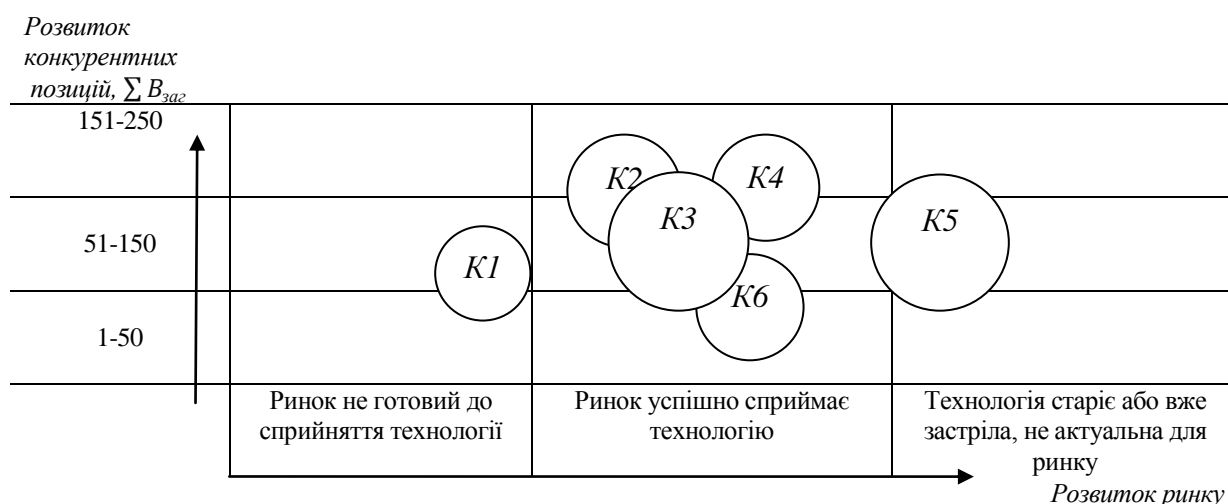 Розвиток
конкурентних
позицій, ∑ Взаг
151-250
К2
К4
К3
К5
51-150
К1
К6
1-50
Ринок не готовий до
сприйняття технології
Ринок успішно сприймає
технологію
Технологія старіє або вже
застріла, не актуальна для
ринку
Розвиток ринку